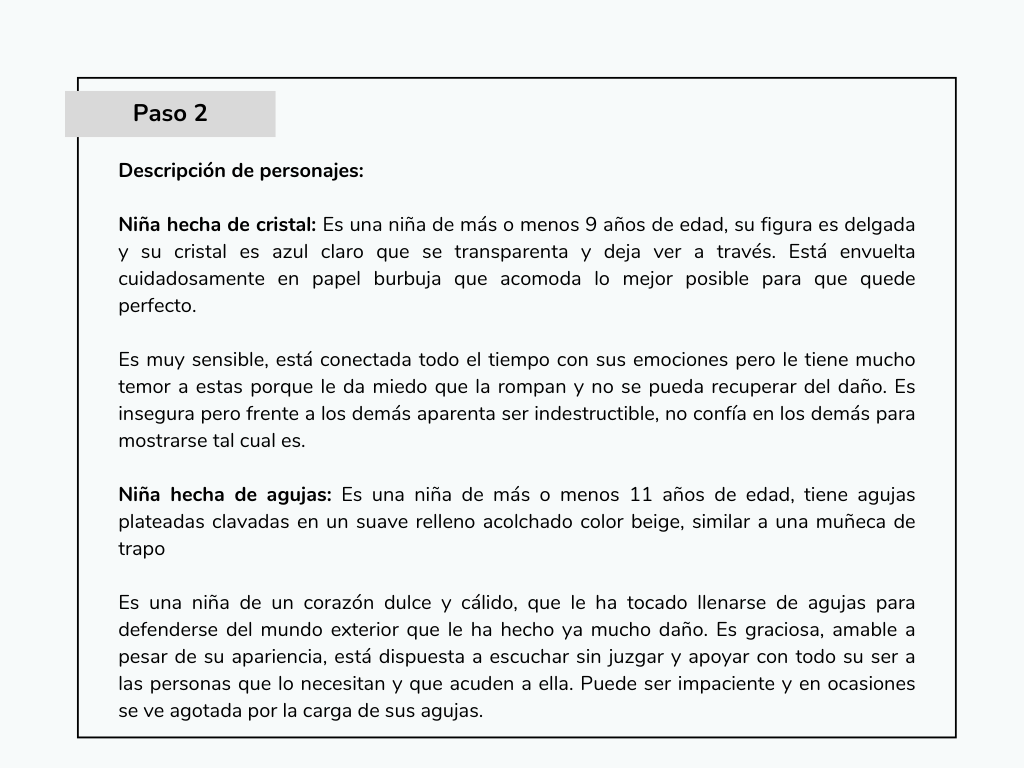 Paso 2
Descripción de personajes:
Niña hecha de cristal: Es una niña de más o menos 9 años de edad, su figura es delgada
y su cristal es azul claro que se transparenta y deja ver a través. Está envuelta
cuidadosamente en papel burbuja que acomoda lo mejor posible para que quede
perfecto.
Es muy sensible, está conectada todo el tiempo con sus emociones pero le tiene mucho
temor a estas porque le da miedo que la rompan y no se pueda recuperar del daño. Es
insegura pero frente a los demás aparenta ser indestructible, no confía en los demás para
mostrarse tal cual es.
Niña hecha de agujas: Es una niña de más o menos 11 años de edad, tiene agujas
plateadas clavadas en un suave relleno acolchado color beige, similar a una muñeca de
trapo
Es una niña de un corazón dulce y cálido, que le ha tocado llenarse de agujas para
defenderse del mundo exterior que le ha hecho ya mucho daño. Es graciosa, amable a
pesar de su apariencia, está dispuesta a escuchar sin juzgar y apoyar con todo su ser a
las personas que lo necesitan y que acuden a ella. Puede ser impaciente y en ocasiones
se ve agotada por la carga de sus agujas.